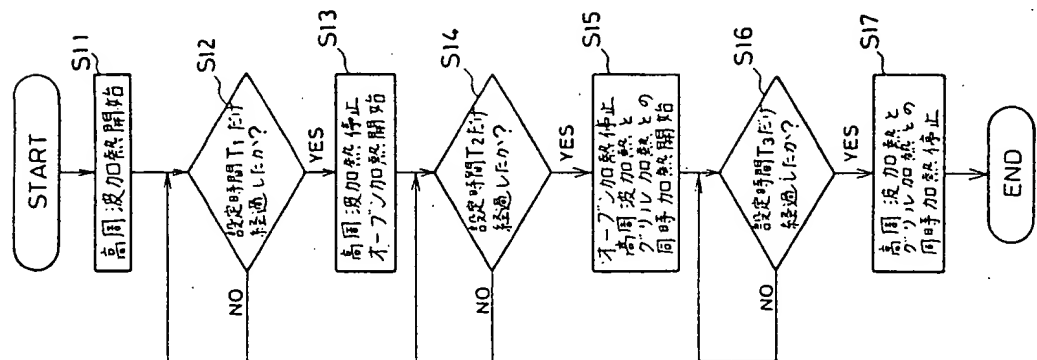 START
S11
高周波加熱開始
S12
設定時間T1だけ
経過したか?
NO
YES
S13
高周波加熱停止
オーブン加熱開始
S14
設定時間T2だけ
経過したか?
NO
YES
S15
オーブン加熱停止
高周波加熱と
グリル加熱との
同時加熱開始
S16
設定時間T3だけ
経過したか?
NO
YES
S17
高周波加熱と
グリル加熱との
同時加熱停止
END